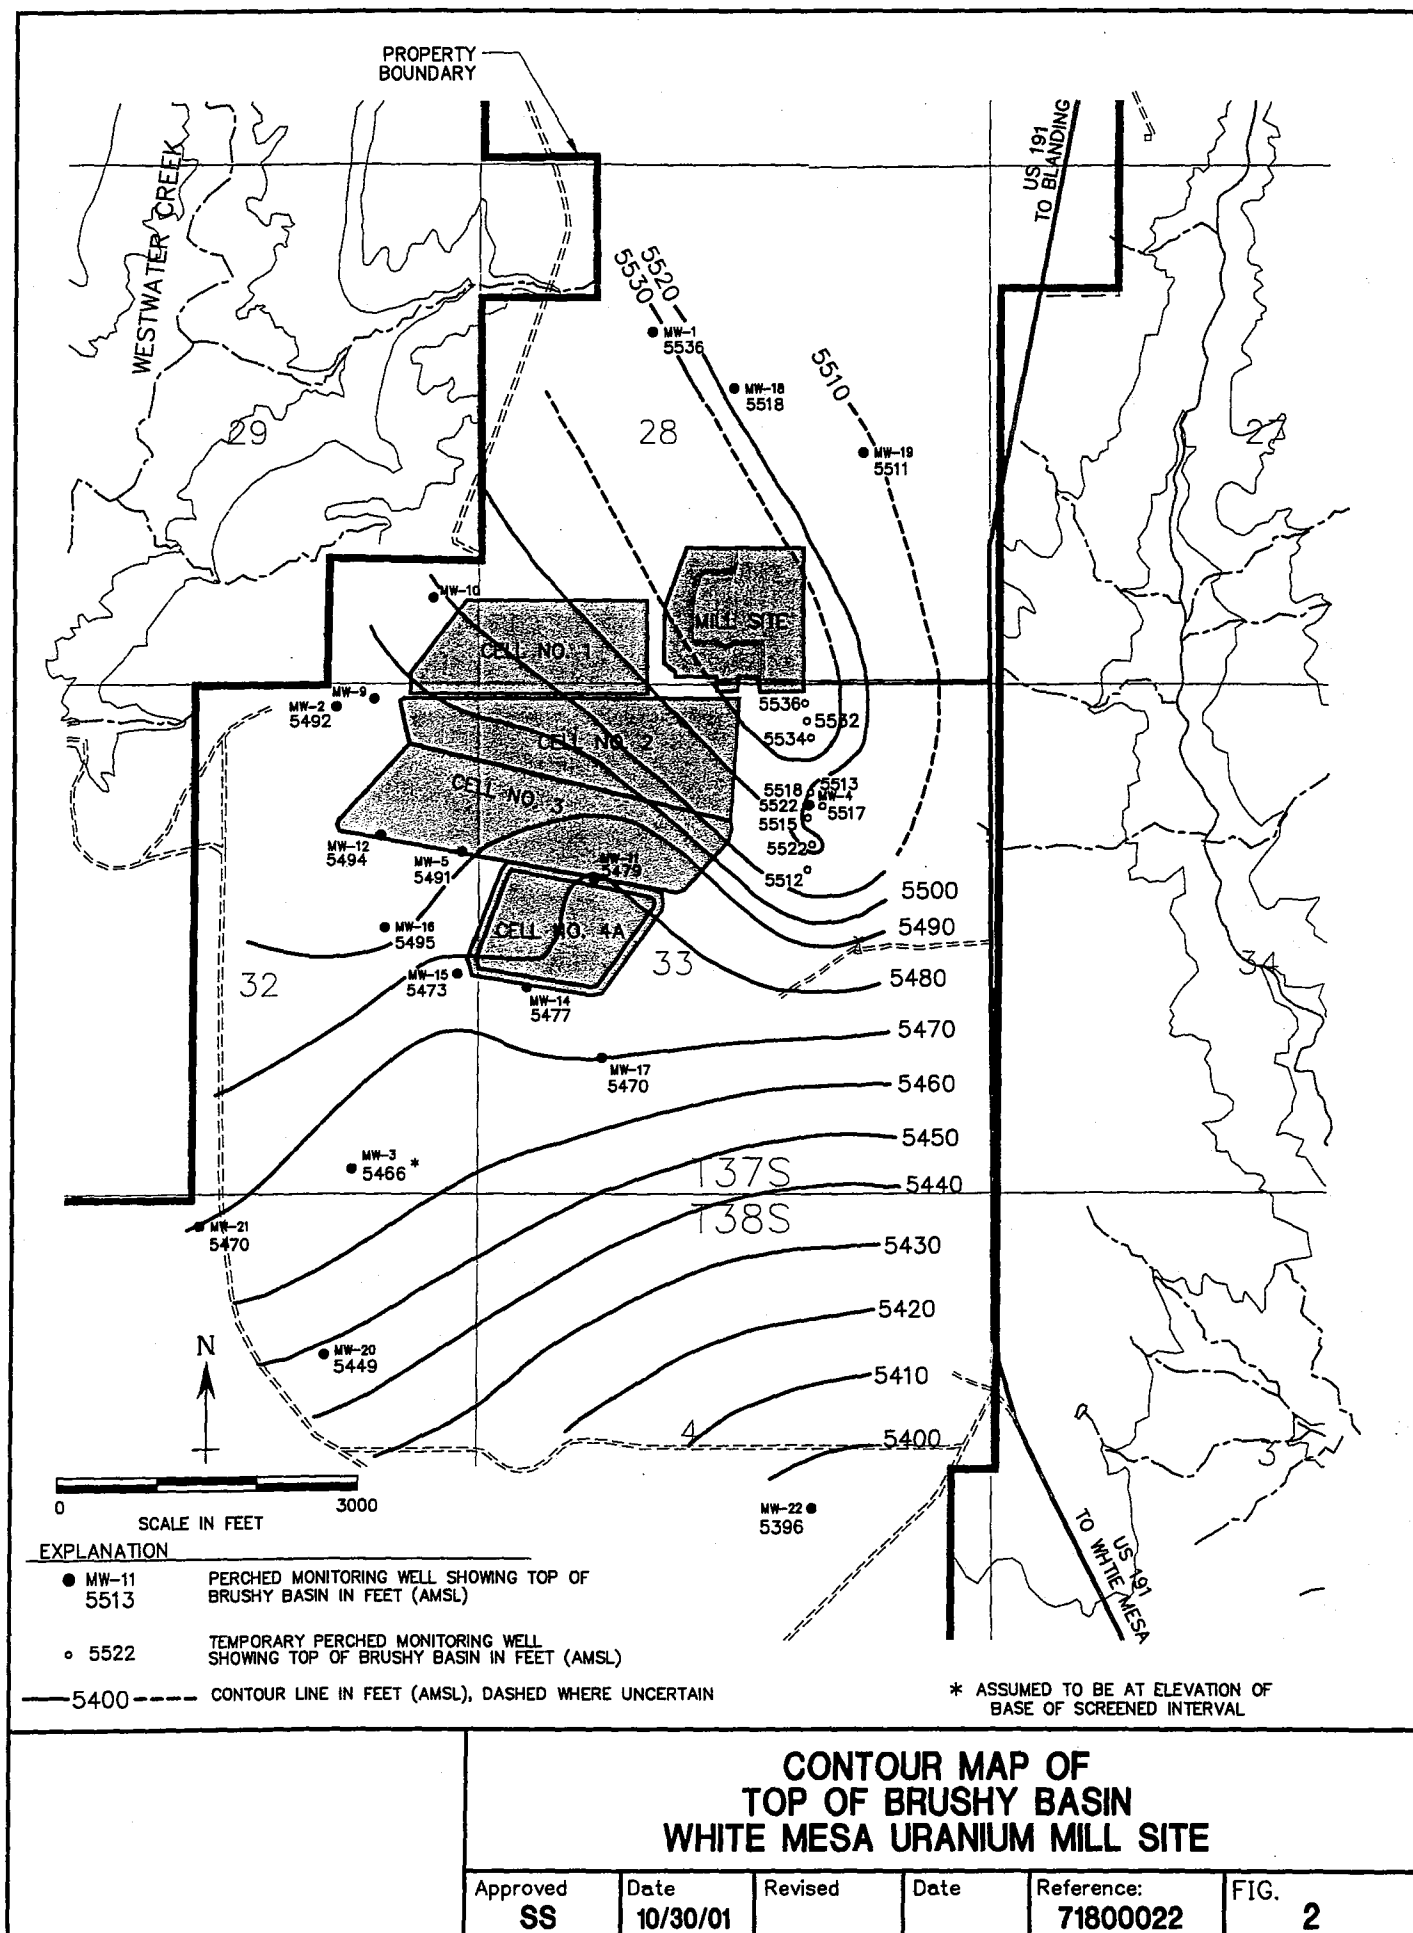 PROPERTY
BOUNDARY
WESTWATER CREEK
US 191
TO BLANDING
5520
5530
MW-1
5536
5510
MW-18
5518
29
28
MW-19
5511
MW-10
MILL SITE
CELL NO. 1
MW-9
MW-2
5492
5536
5532
5534
CELL NO. 2
CELL NO. 3
5518
5513
5522
MW-4
5517
5515
5522
5512
MW-12
5494
MW-5
5491
MW-11
5479
5500
5490
MW-16
5495
CELL NO. 4A
33
34
32
MW-15
5473
MW-14
5477
5480
5470
MW-17
5470
5460
5450
MW-3
5466 *
T37S
5440
T38S
MW-21
5470
5430
5420
N
MW-20
5449
5410
4
5400
3
0
3000
SCALE IN FEET
MW-22
5396
US 191
TO WHTIE MESA
EXPLANATION
MW-11
5513
PERCHED MONITORING WELL SHOWING TOP OF
BRUSHY BASIN IN FEET (AMSL)
5522
TEMPORARY PERCHED MONITORING WELL
SHOWING TOP OF BRUSHY BASIN IN FEET (AMSL)
5400
CONTOUR LINE IN FEET (AMSL), DASHED WHERE UNCERTAIN
* ASSUMED TO BE AT ELEVATION OF
BASE OF SCREENED INTERVAL
CONTOUR MAP OF
TOP OF BRUSHY BASIN
WHITE MESA URANIUM MILL SITE
Approved
SS
Date
10/30/01
Revised
Date
Reference:
71800022
FIG.
2